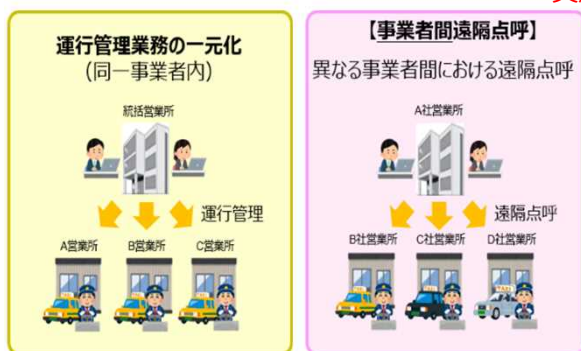 運行管理業務の一元化
(同一事業者内)
統括営業所
運行管理
A営業所
B営業所
C営業所
【事業者間遠隔点呼】
異なる事業者間における遠隔点呼
A社営業所
遠隔点呼
B社営業所
C社営業所
D社営業所